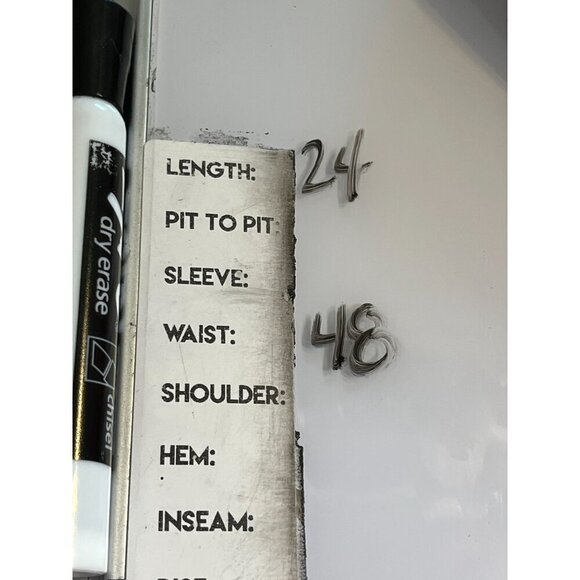 LENGTH: 24
PIT TO PIT:
SLEEVE:
WAIST: 48
SHOULDER:
HEM:
INSEAM:
dry erase
chisel